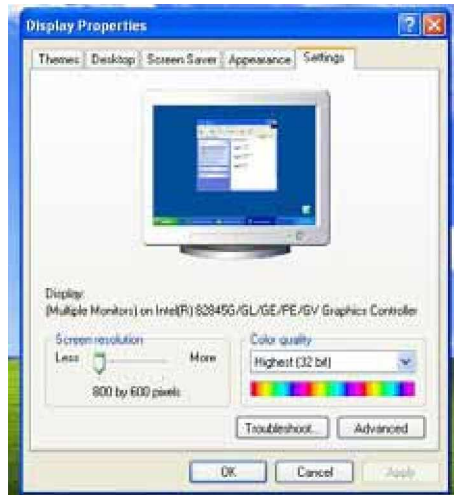 Display Properties
Themes Desktop Screen Saver Appearance Settings
Display:
(Multiple Monitors) on Intel(R) 82845G/GL/GE/PE/GV Graphics Controller
Screen resolution
Less More
800 by 600 pixels
Color quality
Highest (32 bit)
Troubleshoot... Advanced
OK Cancel Apply